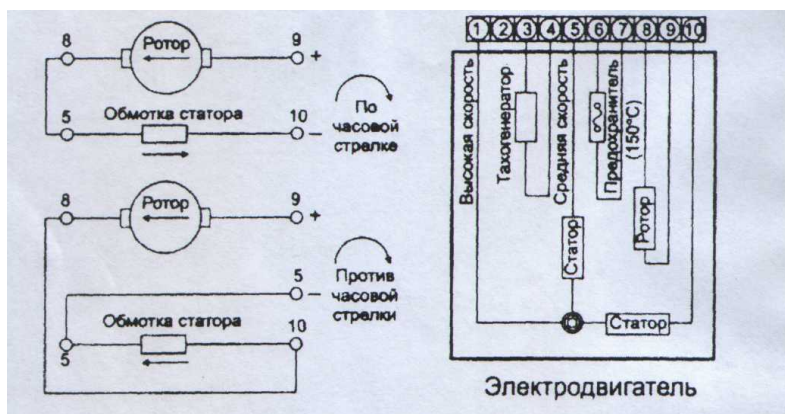 8
Ротор
9
+
5
Обмотка статора
10
–
По
часовой
стрелке
8
Ротор
9
+
5
–
Против
часовой
стрелки
Обмотка статора
10
5
1 2 3 4 5 6 7 8 9 10
Высокая скорость
Тахогенератор
Средняя скорость
Предохранитель
(150°C)
Ротор
Статор
Статор
Электродвигатель